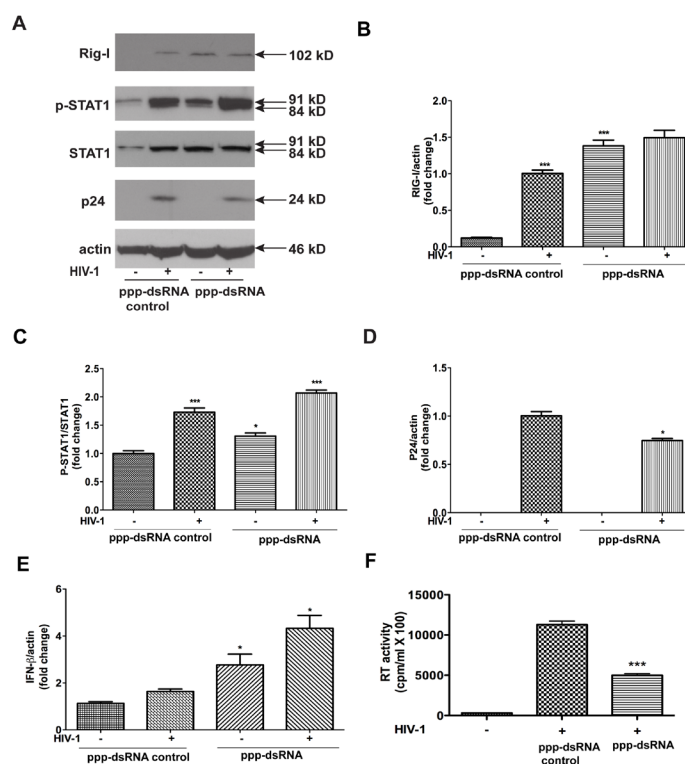 A
Rig-I
102 kD
p-STAT1
91 kD
84 kD
STAT1
91 kD
84 kD
p24
24 kD
actin
46 kD
HIV-1 - + - +
ppp-dsRNA control
ppp-dsRNA
B
RIG-I/actin
(fold change)
2.0
1.5
1.0
0.5
0.0
***
***
HIV-1 - + - +
ppp-dsRNA control
ppp-dsRNA
C
P-STAT1/STAT1
(fold change)
2.5
2.0
1.5
1.0
0.5
0.0
***
*
***
HIV-1 - + - +
ppp-dsRNA control
ppp-dsRNA
D
P24/actin
(fold change)
1.5
1.0
0.5
0.0
*
HIV-1 - + - +
ppp-dsRNA control
ppp-dsRNA
E
IFN-β/actin
(fold change)
6
4
2
0
*
*
HIV-1 - + - +
ppp-dsRNA control
ppp-dsRNA
F
RT activity
(cpm/ml X 100)
15000
10000
5000
0
***
HIV-1 - + +
ppp-dsRNA
control
ppp-dsRNA